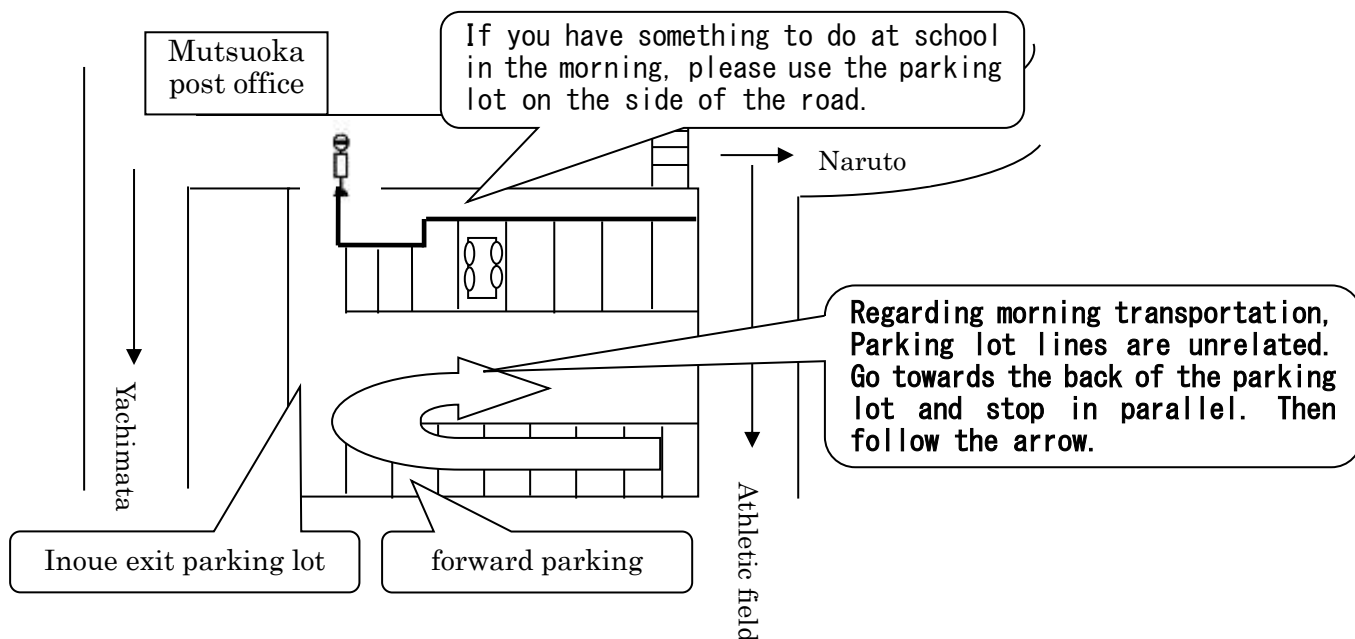 Mutsuoka
post office
If you have something to do at school
in the morning, please use the parking
lot on the side of the road.
Naruto
Regarding morning transportation,
Parking lot lines are unrelated.
Go towards the back of the parking
lot and stop in parallel. Then
follow the arrow.
Yachimata
Athletic field
Inoue exit parking lot
forward parking